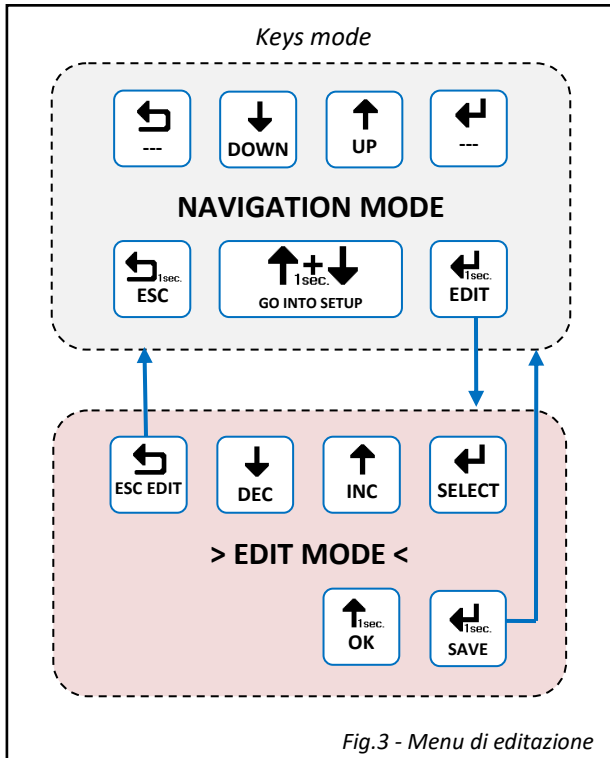 Keys mode
---
DOWN
UP
---
NAVIGATION MODE
1sec.
ESC
+
1sec.
GO INTO SETUP
1sec.
EDIT
ESC EDIT
DEC
INC
SELECT
> EDIT MODE <
1sec.
OK
1sec.
SAVE
Fig.3 - Menu di editazione